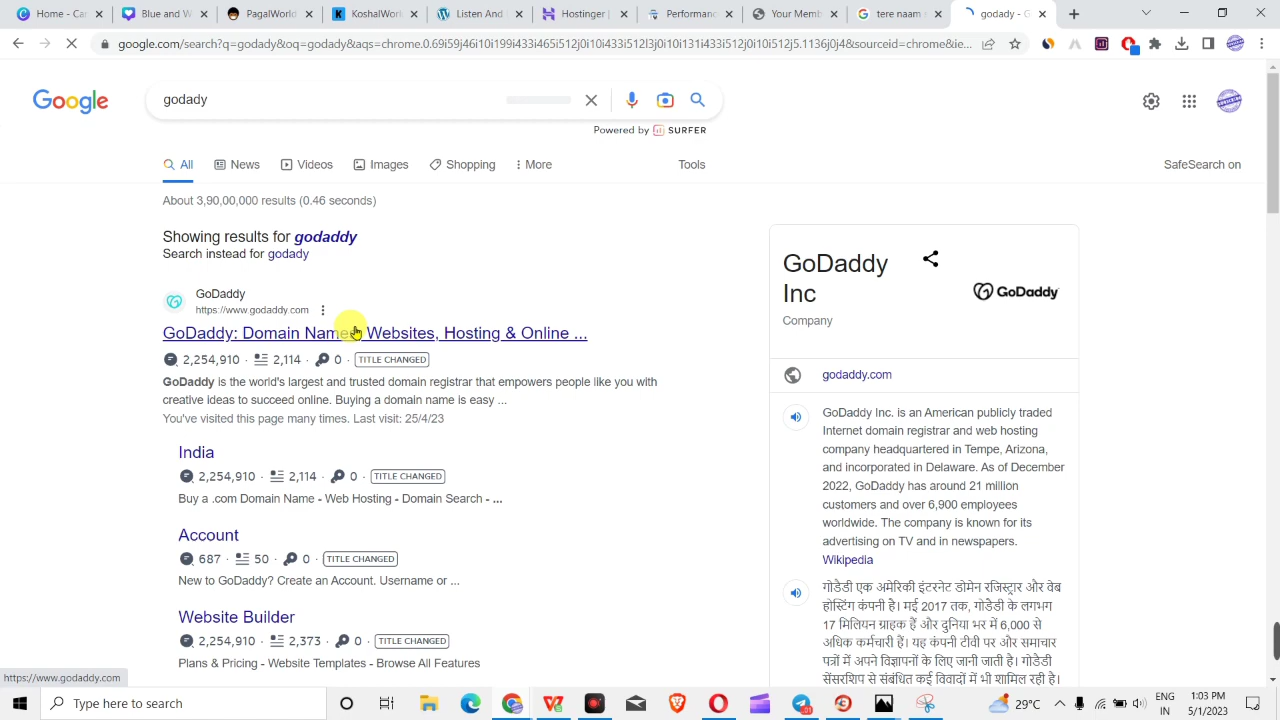 Home - Car
Blue and W
PagalWorld
KoshalWork
Listen And
Hostinger
Performanc
Your Memb
tere naam
godady - G
google.com/search?q=godady&oq=godady&aqs=chrome.0.69i59j46i10i199i433i465i512j0i10i433i512l3j0i10i131i433i512j0i10i512j5.1136j0j4&sourceid=chrome&ie...
Google
godady
Powered by SURFER
All News Videos Images Shopping More Tools SafeSearch on
About 3,90,00,000 results (0.46 seconds)
Showing results for godaddy
Search instead for godady
GoDaddy
https://www.godaddy.com
GoDaddy: Domain Names, Websites, Hosting & Online ...
2,254,910 · 2,114 · 0 · TITLE CHANGED
GoDaddy is the world's largest and trusted domain registrar that empowers people like you with
creative ideas to succeed online. Buying a domain name is easy ...
You've visited this page many times. Last visit: 25/4/23
India
2,254,910 · 2,114 · 0 · TITLE CHANGED
Buy a .com Domain Name - Web Hosting - Domain Search - ...
Account
687 · 50 · 0 · TITLE CHANGED
New to GoDaddy? Create an Account. Username or ...
Website Builder
2,254,910 · 2,373 · 0 · TITLE CHANGED
Plans & Pricing - Website Templates - Browse All Features
GoDaddy
Inc
Company
GoDaddy
godaddy.com
GoDaddy Inc. is an American publicly traded
Internet domain registrar and web hosting
company headquartered in Tempe, Arizona,
and incorporated in Delaware. As of December
2022, GoDaddy has around 21 million
customers and over 6,900 employees
worldwide. The company is known for its
advertising on TV and in newspapers.
Wikipedia
गोडैडी एक अमेरिकी इंटरनेट डोमेन रजिस्ट्रार और वेब
होस्टिंग कंपनी है। मई 2017 तक, गोडैडी के लगभग
17 मिलियन ग्राहक हैं और दुनिया भर में 6,000 से
अधिक कर्मचारी हैं। यह कंपनी टीवी पर और समाचार
पत्रों में अपने विज्ञापनों के लिए जानी जाती है। गोडैडी
सेंसरशिप से संबंधित कई विवादों में भी शामिल रही है।
https://www.godaddy.com
Type here to search
29°C
ENG
IN
1:03 PM
5/1/2023